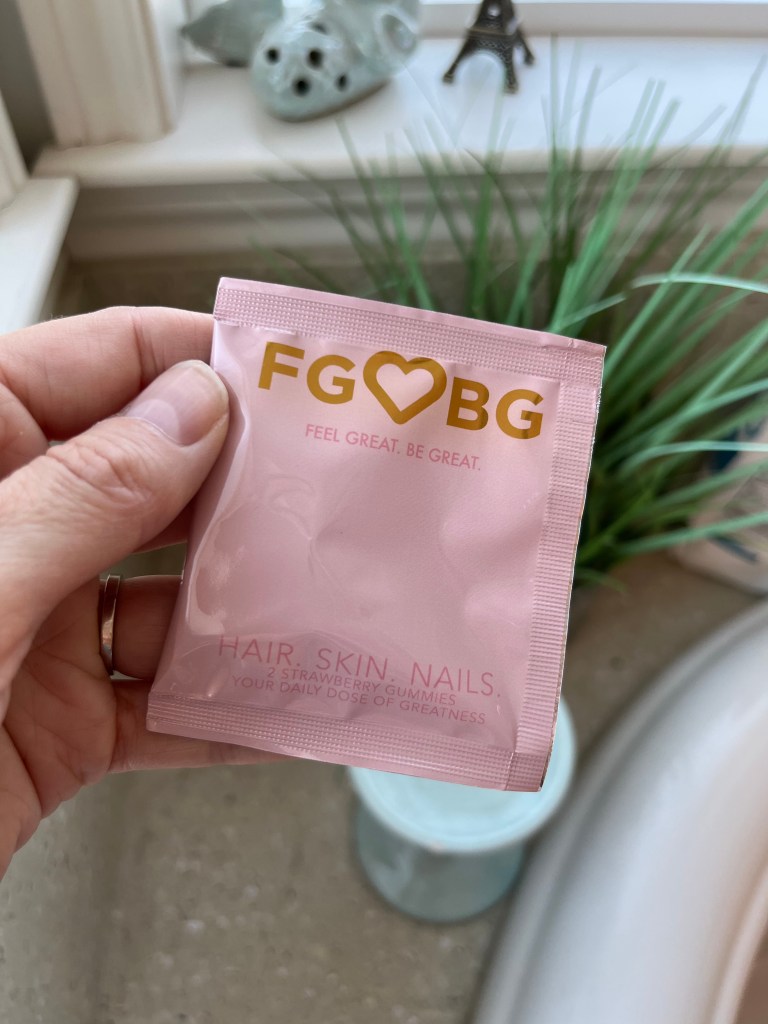 FG BG
FEEL GREAT. BE GREAT.
HAIR. SKIN. NAILS.
2 STRAWBERRY GUMMIES
YOUR DAILY DOSE OF GREATNESS